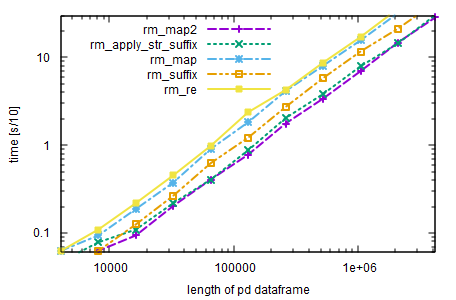 rm_map2
rm_apply_str_suffix
rm_map
rm_suffix
rm_re
10
1
0.1
time [s/10]
10000
100000
1e+06
length of pd dataframe